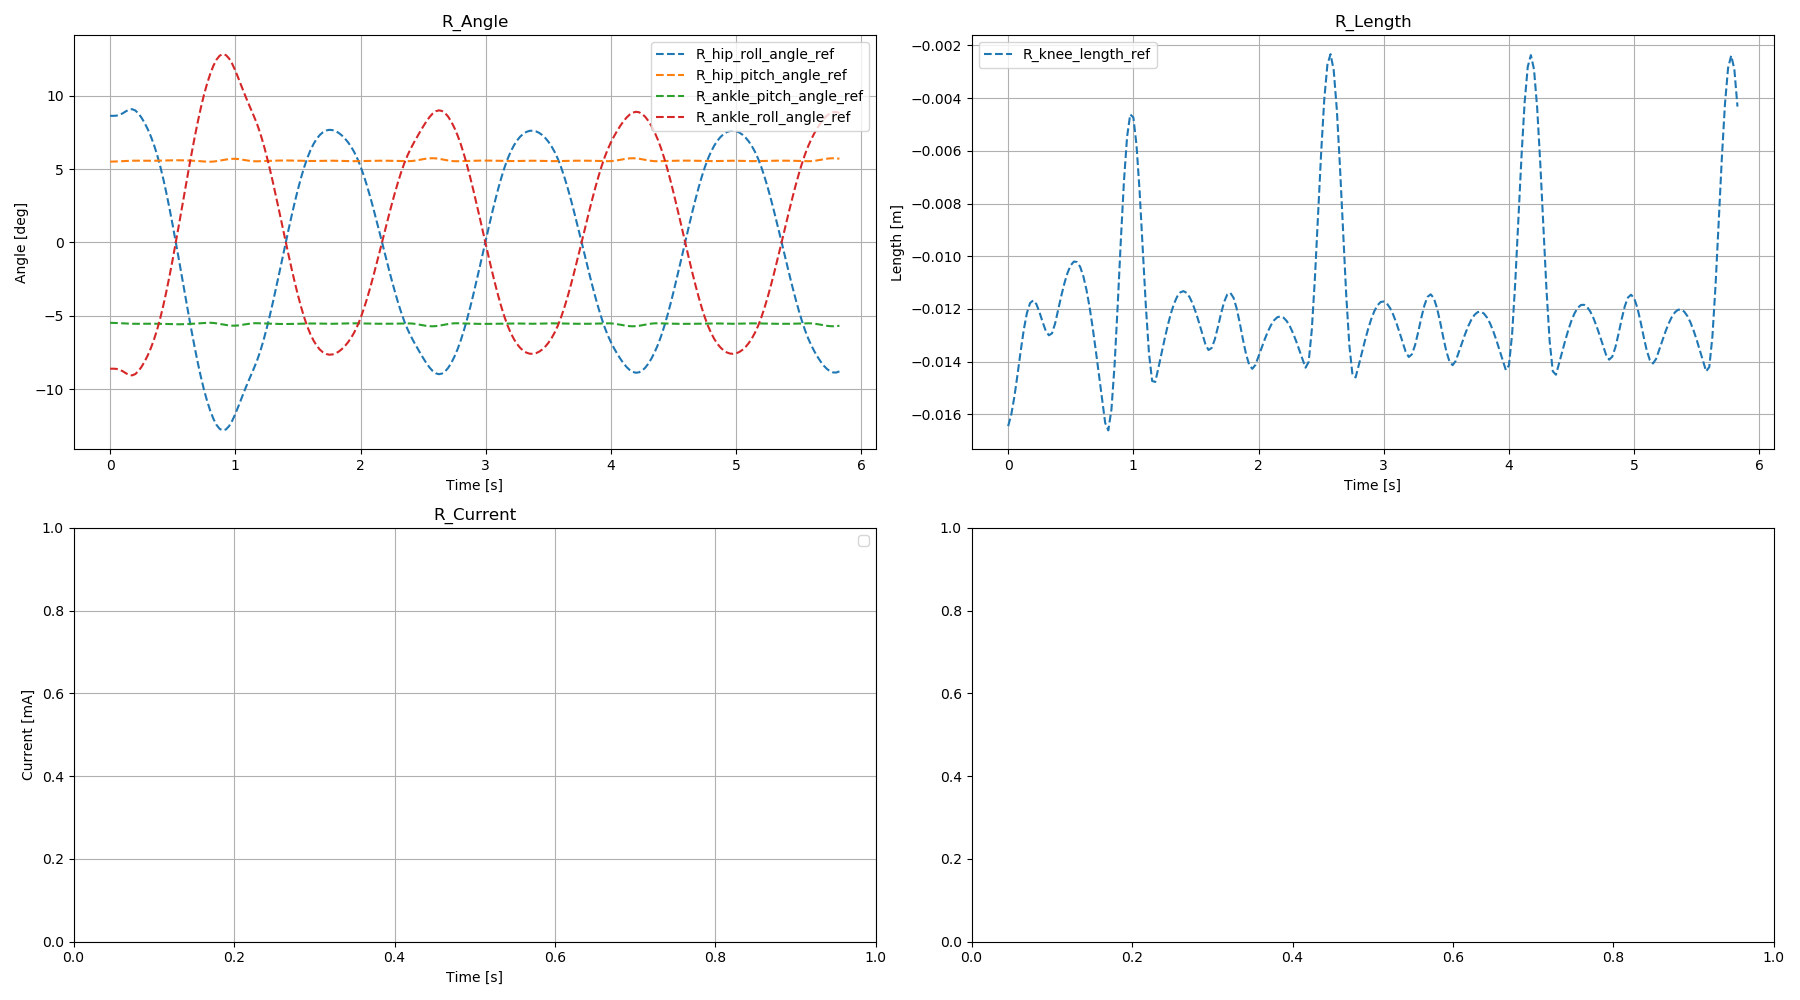 R_Angle
R_hip_roll_angle_ref
R_hip_pitch_angle_ref
R_ankle_pitch_angle_ref
R_ankle_roll_angle_ref
10
5
0
−5
−10
Angle [deg]
0 1 2 3 4 5 6
Time [s]
R_Length
R_knee_length_ref
−0.002
−0.004
−0.006
−0.008
−0.010
−0.012
−0.014
−0.016
Length [m]
0 1 2 3 4 5 6
Time [s]
R_Current
1.0
0.8
0.6
0.4
0.2
0.0
Current [mA]
0.0 0.2 0.4 0.6 0.8 1.0
Time [s]
1.0
0.8
0.6
0.4
0.2
0.0
0.0 0.2 0.4 0.6 0.8 1.0